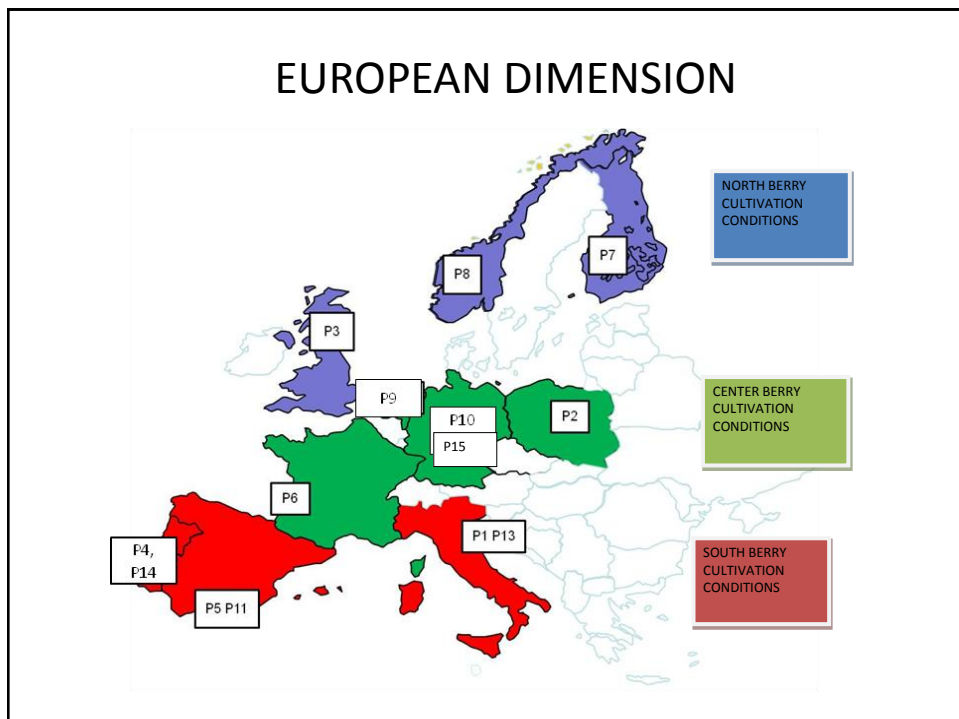 EUROPEAN DIMENSION
NORTH BERRY
CULTIVATION
CONDITIONS
P8
P7
P3
P9
CENTER BERRY
CULTIVATION
CONDITIONS
P10
P2
P15
P6
P1 P13
SOUTH BERRY
CULTIVATION
CONDITIONS
P4,
P14
P5 P11